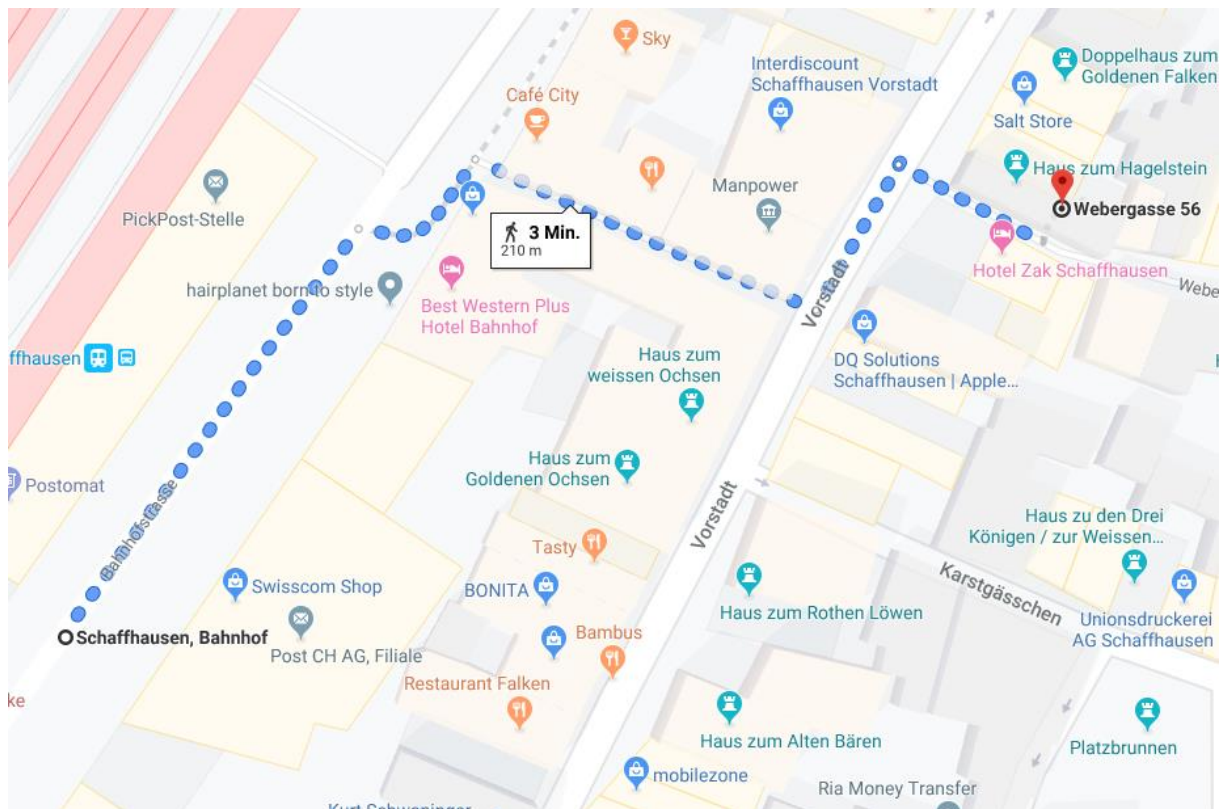 Sky
Doppelhaus zum
Goldenen Falken
Interdiscount
Schaffhausen Vorstadt
Café City
Salt Store
Haus zum Hagelstein
Manpower
PickPost-Stelle
Webergasse 56
3 Min.
210 m
Hotel Zak Schaffhausen
hairplanet born to style
Best Western Plus
Hotel Bahnhof
Webe
Vorstadt
ffhausen
Haus zum
weissen Ochsen
DQ Solutions
Schaffhausen | Apple...
Haus zum
Goldenen Ochsen
Postomat
Bahnhofstrasse
Vorstadt
Haus zu den Drei
Königen / zur Weissen...
Tasty
Karstgässchen
Swisscom Shop
BONITA
Haus zum Rothen Löwen
Unionsdruckerei
AG Schaffhausen
Schaffhausen, Bahnhof
Bambus
Post CH AG, Filiale
Restaurant Falken
ke
Haus zum Alten Bären
Platzbrunnen
mobilezone
Ria Money Transfer